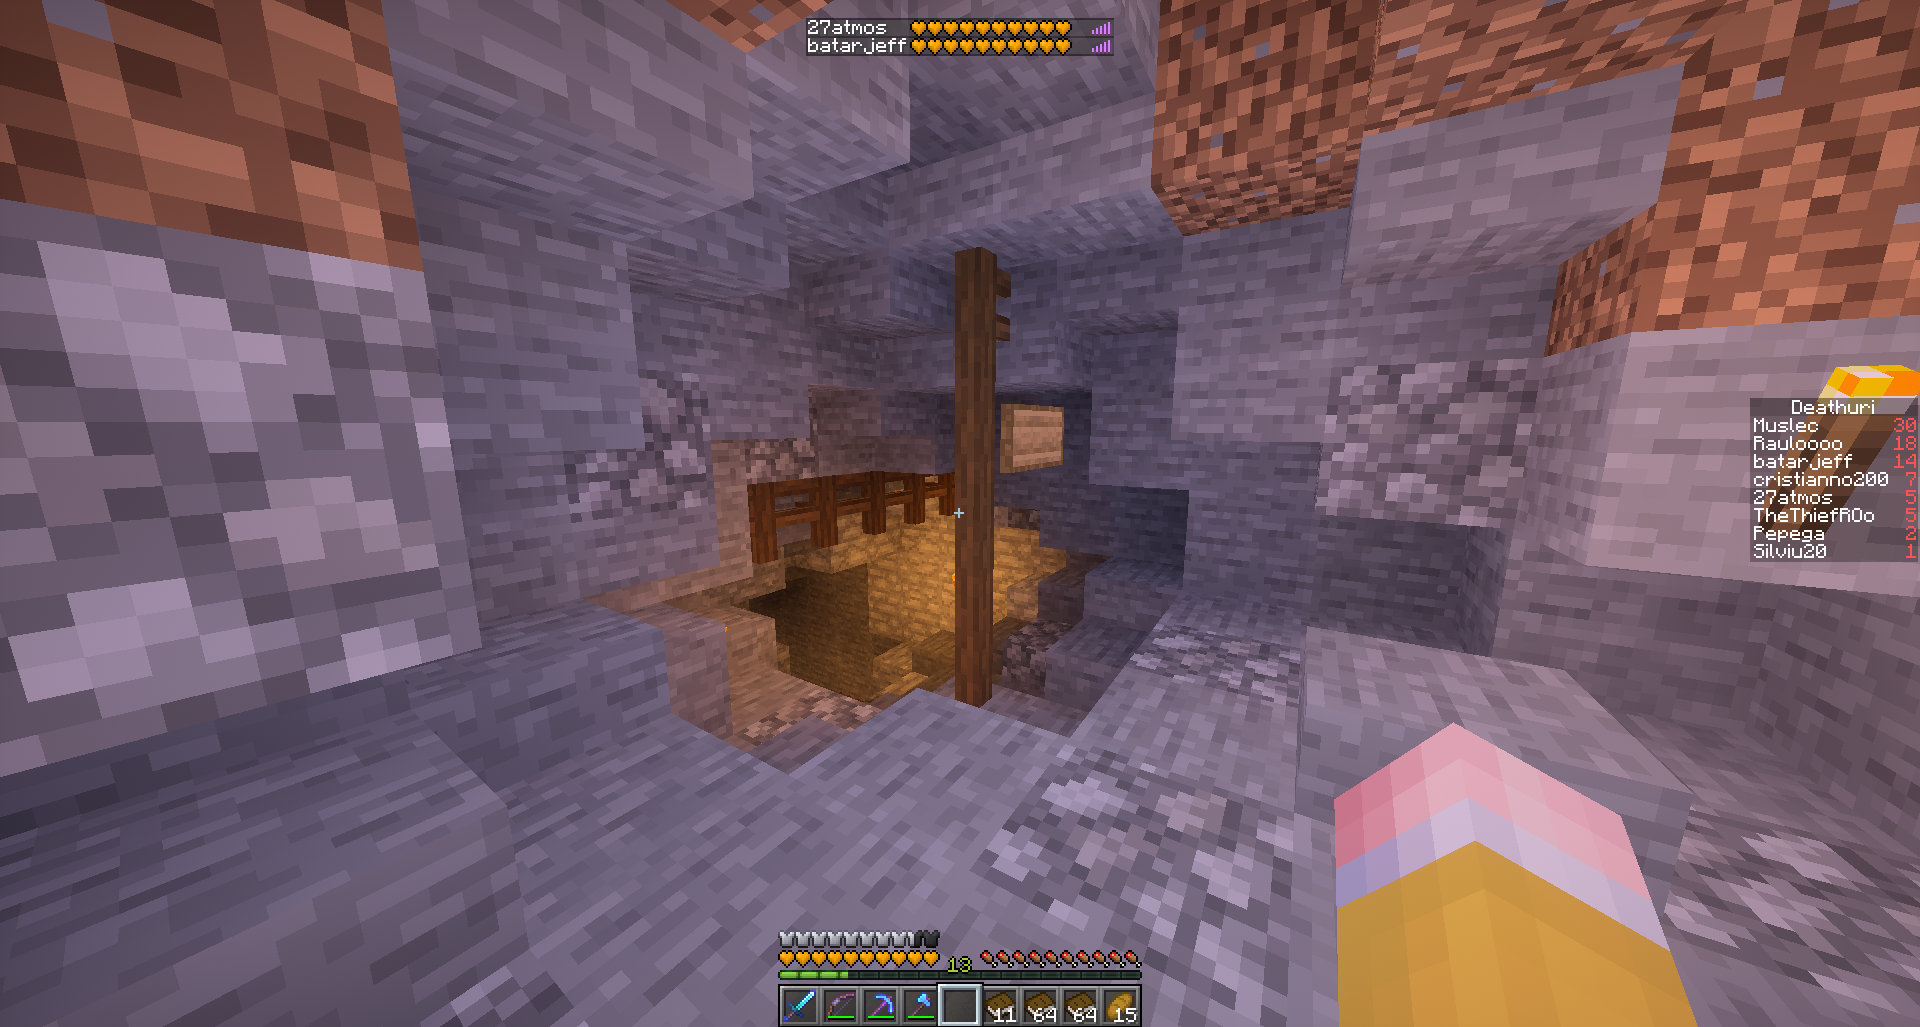 27atmos
batarjeff
Deathuri
Muslec 30
Rauloooo 18
batarjeff 14
cristianno200 7
27atmos 5
TheThiefR0o 5
Pepega 2
Silviu20 1
13
11 64 64 15